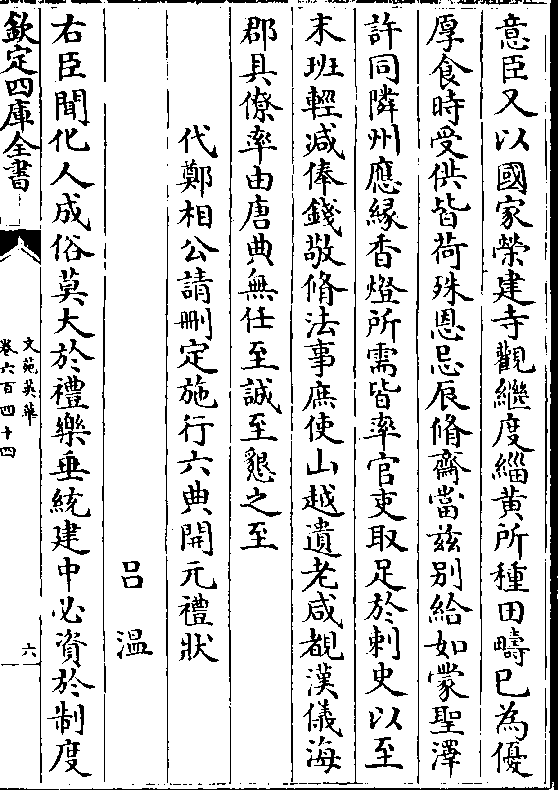 意臣又以國家榮建寺觀繼度緇黃所種田疇已為優
厚食時受供皆荷殊恩忌辰脩齋當兹別給如蒙聖澤
許同隣州應緣香燈所需皆率官吏取足於刺史以至
末班輕减俸錢敬脩法事庶使山越遺老咸覩漢儀海
郡具僚率由唐典無任至誠至懇之至
代鄭相公請刪定施行六典開元禮狀
吕溫
右臣聞化人成俗莫大於禮樂垂統建中必資於制度
欽定四庫全書
文苑英華
卷六百四十四
六